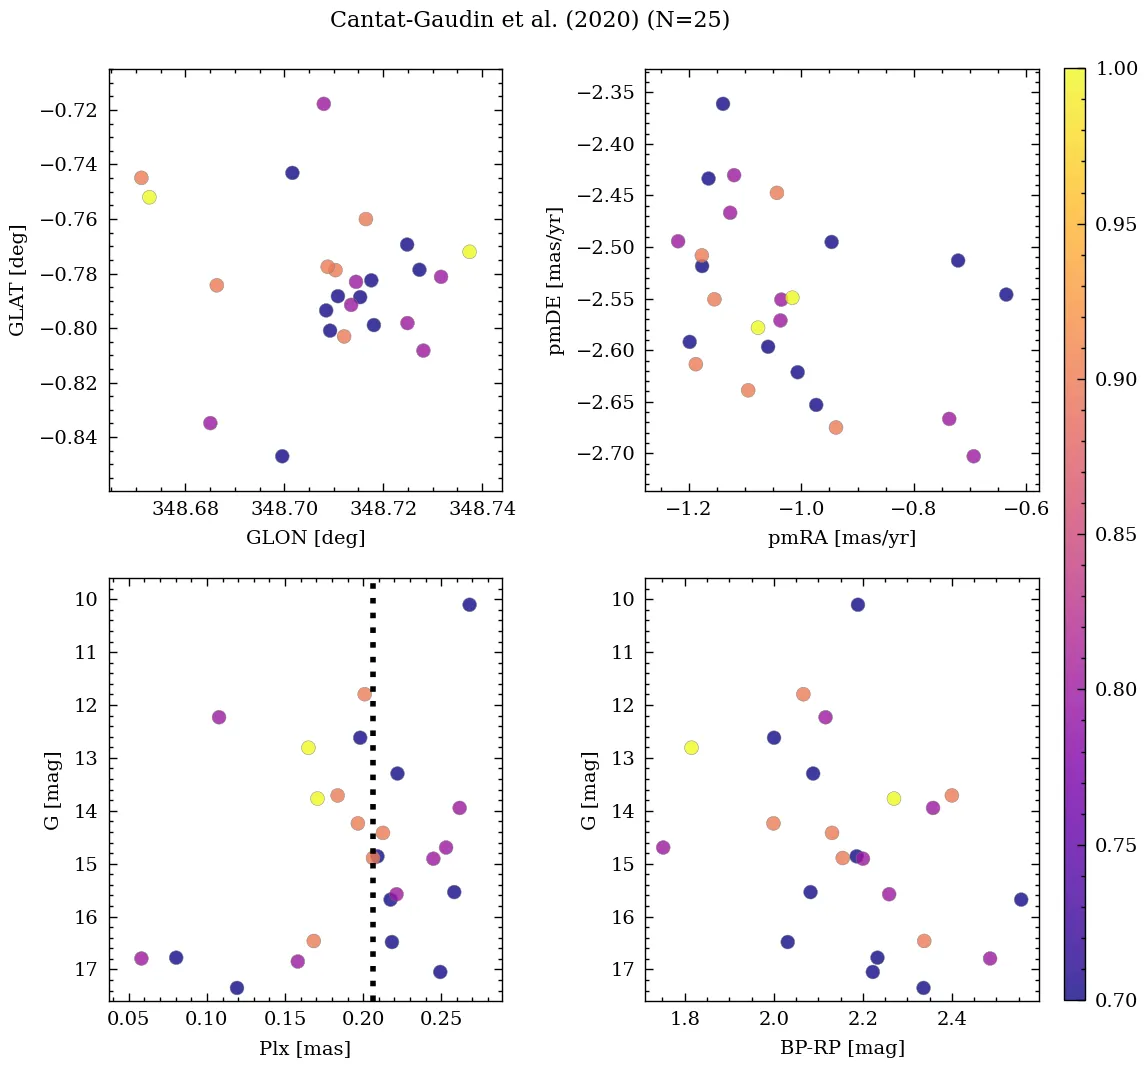 Cantat-Gaudin et al. (2020) (N=25)
−0.72
−0.74
−0.76
−0.78
−0.80
−0.82
−0.84
GLAT [deg]
348.68 348.70 348.72 348.74
GLON [deg]
−2.35
−2.40
−2.45
−2.50
−2.55
−2.60
−2.65
−2.70
pmDE [mas/yr]
−1.2 −1.0 −0.8 −0.6
pmRA [mas/yr]
10
11
12
13
14
15
16
17
G [mag]
0.05 0.10 0.15 0.20 0.25
Plx [mas]
10
11
12
13
14
15
16
17
G [mag]
1.8 2.0 2.2 2.4
BP-RP [mag]
1.00
0.95
0.90
0.85
0.80
0.75
0.70